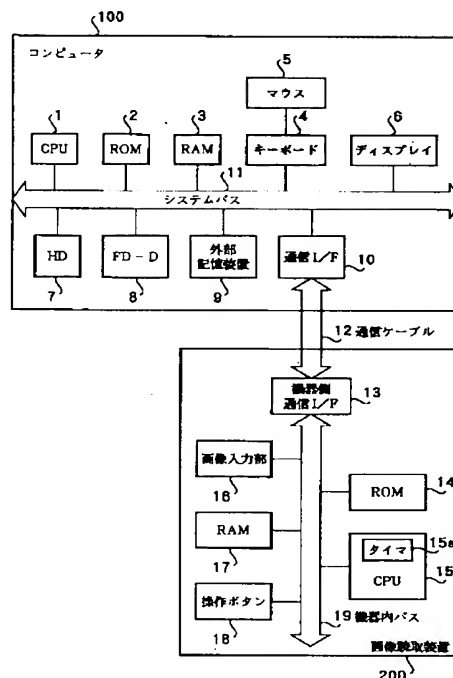 100
コンピュータ
5
マウス
1
2
3
4
6
CPU
ROM
RAM
キーボード
ディスプレイ
11
システムバス
HD
FD-D
外部
記憶装置
通信I/F
10
7
8
9
12 通信ケーブル
機器側
通信I/F
13
画像入力部
16
ROM
14
RAM
17
タイマ
15a
CPU
15
操作ボタン
18
19 機器内バス
画像読取装置
200